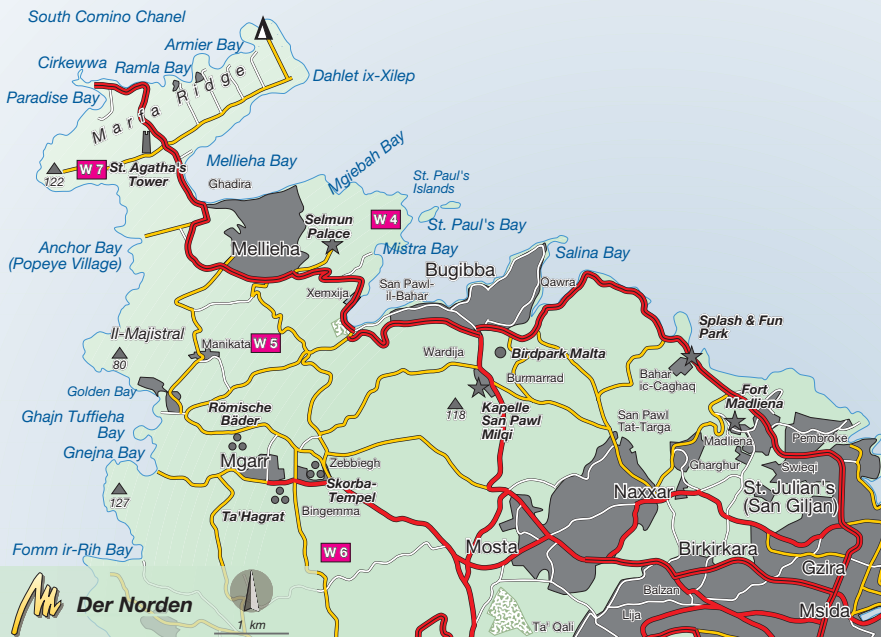 South Comino Chanel
Armier Bay
Cirkewwa
Ramla Bay
Dahlet ix-Xilep
Paradise Bay
Marfa Ridge
W 7
St. Agatha's
Tower
122
Mellieha Bay
Ghadira
Mgiebah Bay
St. Paul's
Islands
W 4
Selmun
Palace
St. Paul's Bay
Mellieha
Mistra Bay
Anchor Bay
(Popeye Village)
Salina Bay
Bugibba
Qawra
San Pawl-
il-Bahar
Xemxija
Il-Majistral
80
Manikata
W 5
Wardija
Birdpark Malta
Splash & Fun
Park
Burmarrad
Bahar
ic-Caghaq
Golden Bay
118
Kapelle
San Pawl
Milqi
Fort
Madliena
Römische
Bäder
Ghajn Tuffieha
Bay
San Pawl
Tat-Targa
Madliena
Pembroke
Gnejna Bay
Mgarr
Zebbiegh
Gharghur
Swieqi
127
Skorba-
Tempel
Naxxar
St. Julian's
(San Giljan)
Ta'Hagrat
Bingemma
Fomm ir-Rih Bay
W 6
Mosta
Birkirkara
Gzira
Balzan
Der Norden
Lija
Msida
1 km
Ta' Qali